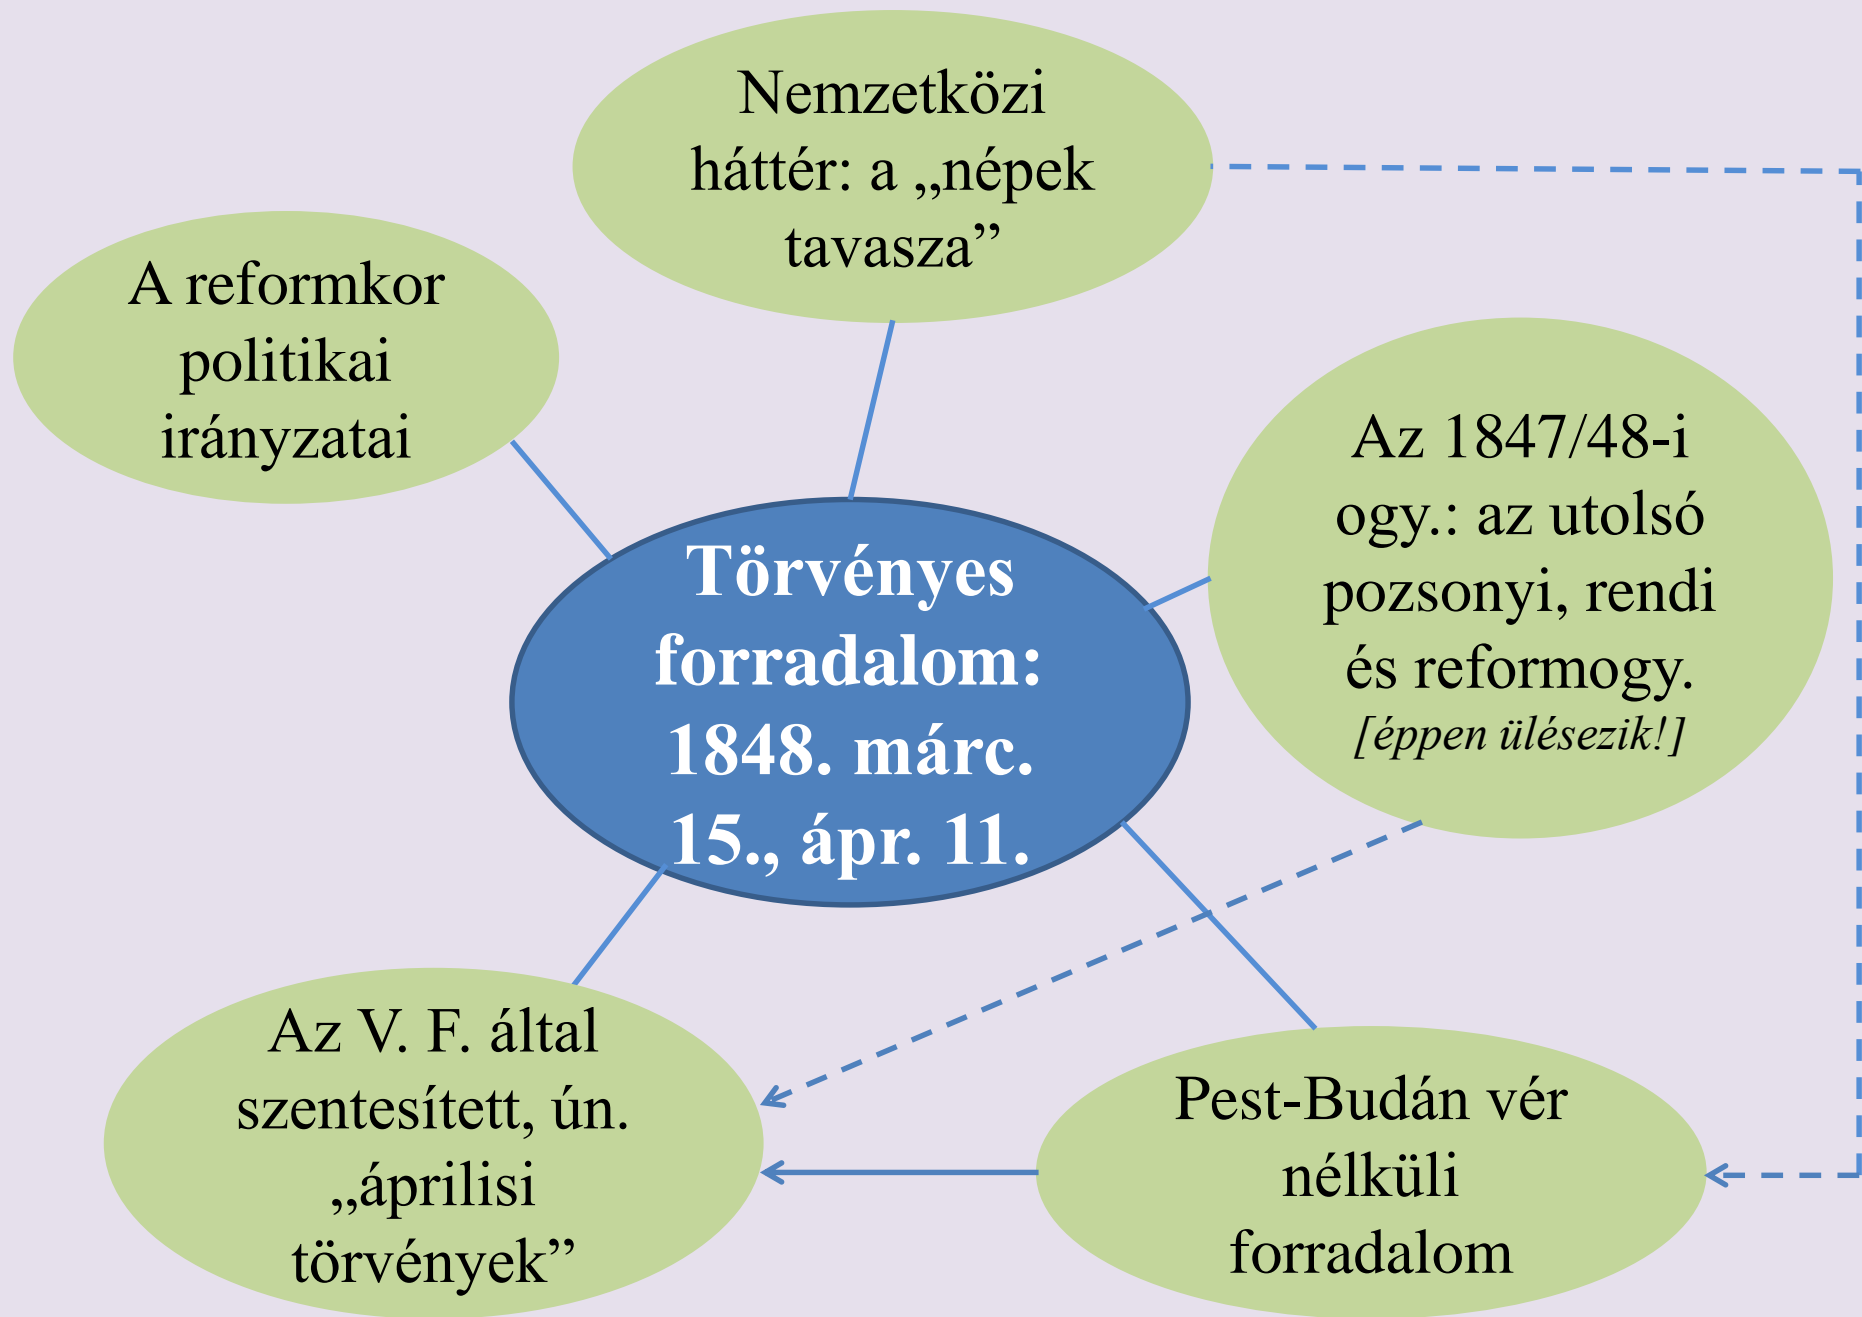 Nemzetközi
háttér: a „népek
tavasza”
A reformkor
politikai
irányzatai
Az 1847/48-i
ogy.: az utolsó
pozsonyi, rendi
és reformogy.
[éppen ülésezik!]
Törvényes
forradalom:
1848. márc.
15., ápr. 11.
Az V. F. által
szentesített, ún.
„áprilisi
törvények”
Pest-Budán vér
nélküli
forradalom